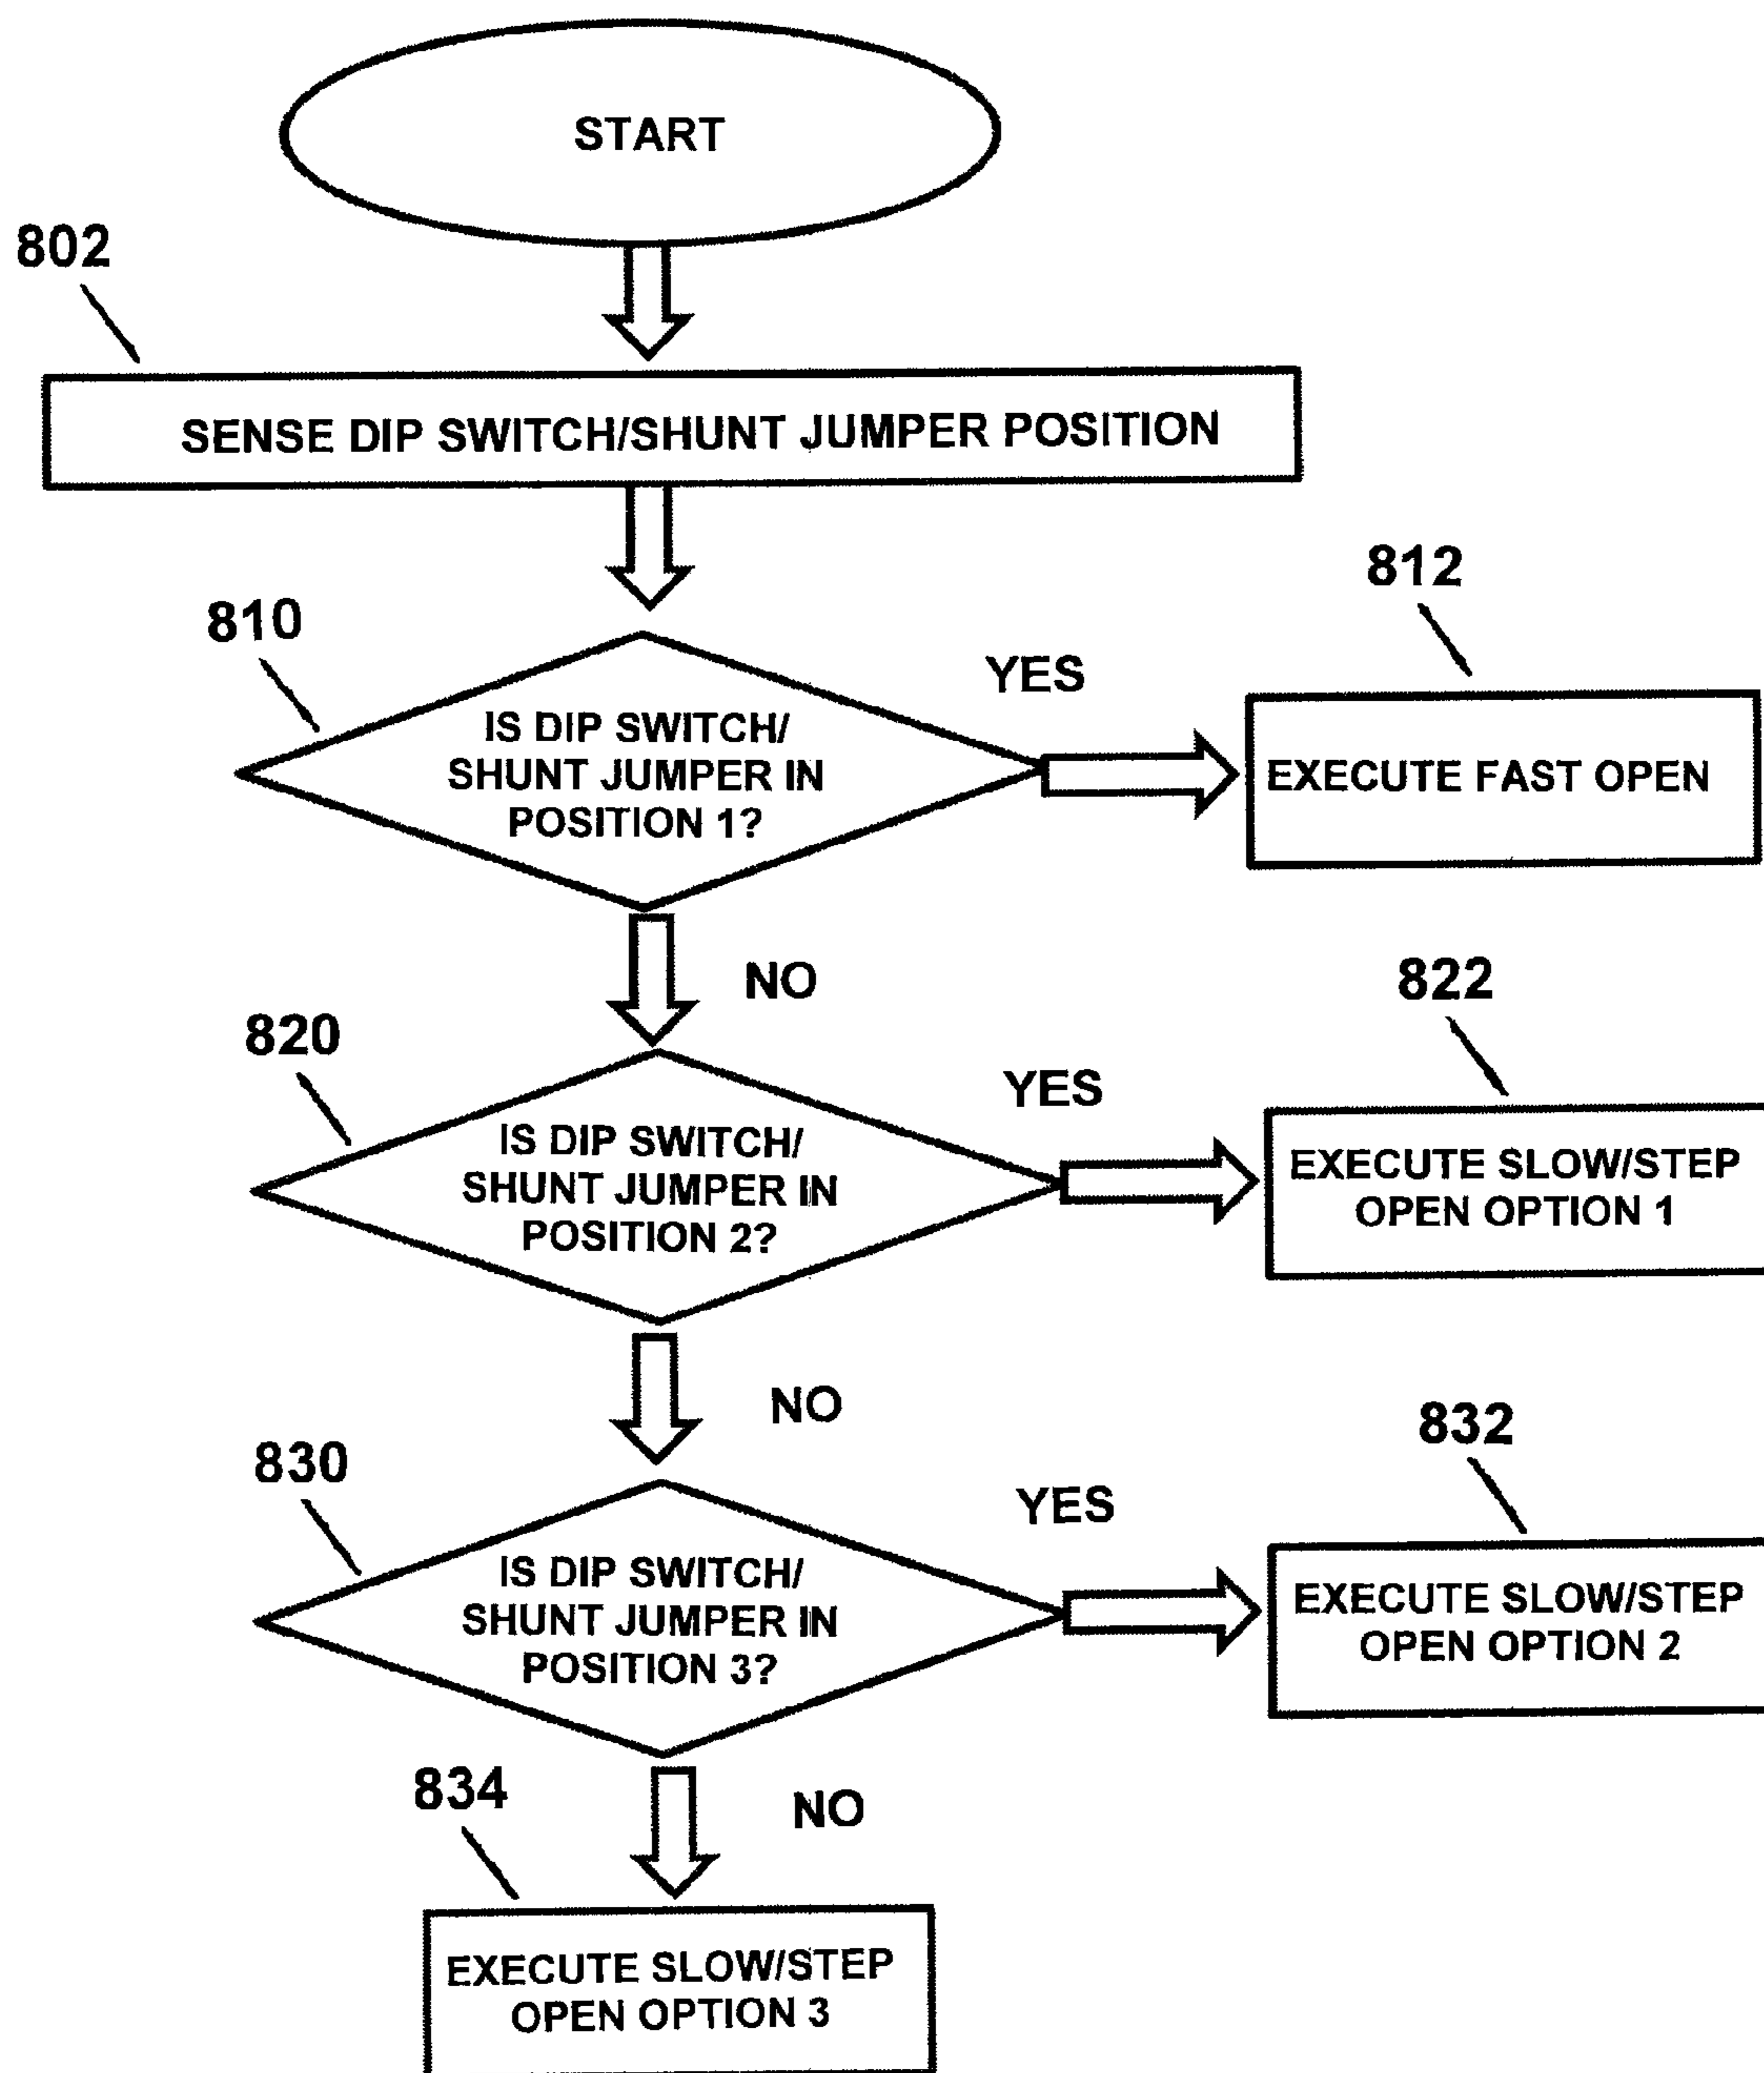 START
802
SENSE DIP SWITCH/SHUNT JUMPER POSITION
810
IS DIP SWITCH/
SHUNT JUMPER IN
POSITION 1?
YES
812
EXECUTE FAST OPEN
NO
820
IS DIP SWITCH/
SHUNT JUMPER IN
POSITION 2?
YES
822
EXECUTE SLOW/STEP
OPEN OPTION 1
NO
830
IS DIP SWITCH/
SHUNT JUMPER IN
POSITION 3?
YES
832
EXECUTE SLOW/STEP
OPEN OPTION 2
NO
834
EXECUTE SLOW/STEP
OPEN OPTION 3